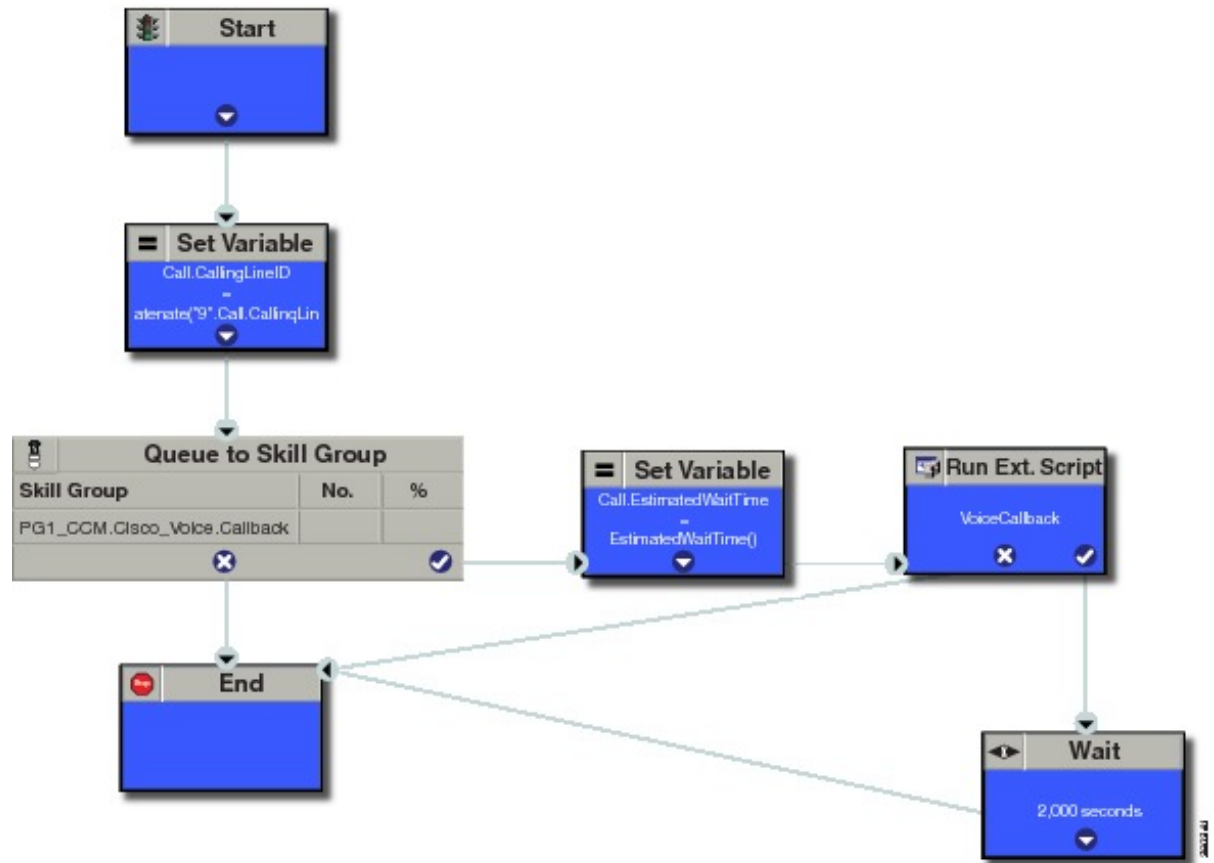 Start
Set Variable
Call.CallingLineID
=
atenate("9".Call.CallingLin
Queue to Skill Group
Skill Group No. %
PG1_CCM.Cisco_Voice.Callback
Set Variable
Call.EstimatedWaitTime
=
EstimatedWaitTime()
Run Ext. Script
VoiceCallback
End
Wait
2,000 seconds